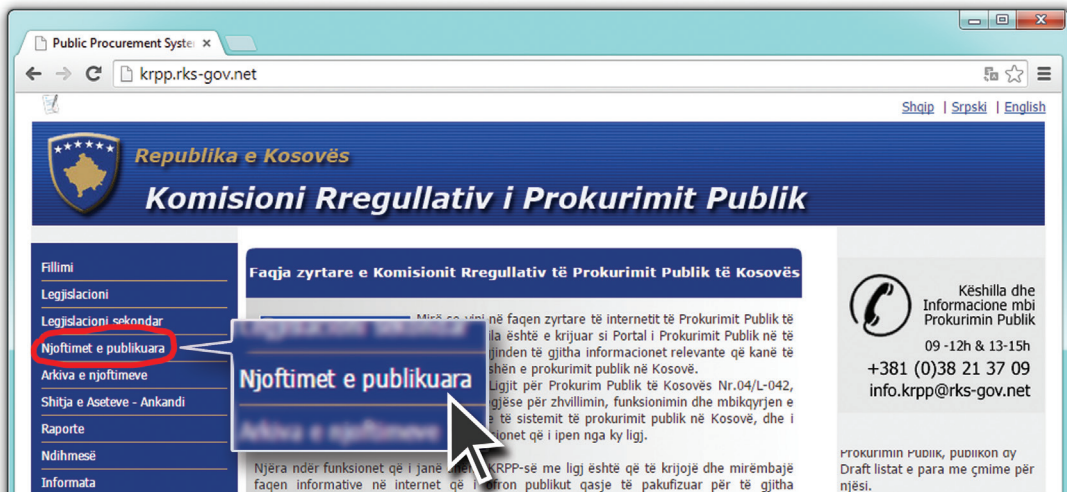 Public Procurement Syste
krpp.rks-gov.net
Shqip | Srpski | English
Republika e Kosovës
Komisioni Rregullativ i Prokurimit Publik
Fillimi
Legjislacioni
Legjislacioni sekondar
Njoftimet e publikuara
Arkiva e njoftimeve
Shitja e Aseteve - Ankandi
Raporte
Ndihmesë
Informata
Faqja zyrtare e Komisionit Rregullativ të Prokurimit Publik të Kosovës
Mirë se vini në faqen zyrtare të internetit të Prokurimit Publik të
është e krijuar si Portal i Prokurimit Publik në të
të gjitha informacionet relevante që kanë të
e prokurimit publik në Kosovë.
Ligjit për Prokurim Publik të Kosovës Nr.04/L-042,
për zhvillimin, funksionimin dhe mbikqyrjen e
të sistemit të prokurimit publik në Kosovë, dhe i
që i ipen nga ky ligj.
Njëra ndër funksionet që i janë KRPP-së me ligj është që të krijojë dhe mirëmbajë
faqen informative në internet që i ofron publikut qasje të pakufizuar për të gjitha
Njoftimet e publikuara
Arkiva e njoftimeve
Këshilla dhe
Informacione mbi
Prokurimin Publik
09 -12h & 13-15h
+381 (0)38 21 37 09
info.krpp@rks-gov.net
Prokurimin Publik, publikon dy
Draft listat e para me çmime për
njësi.